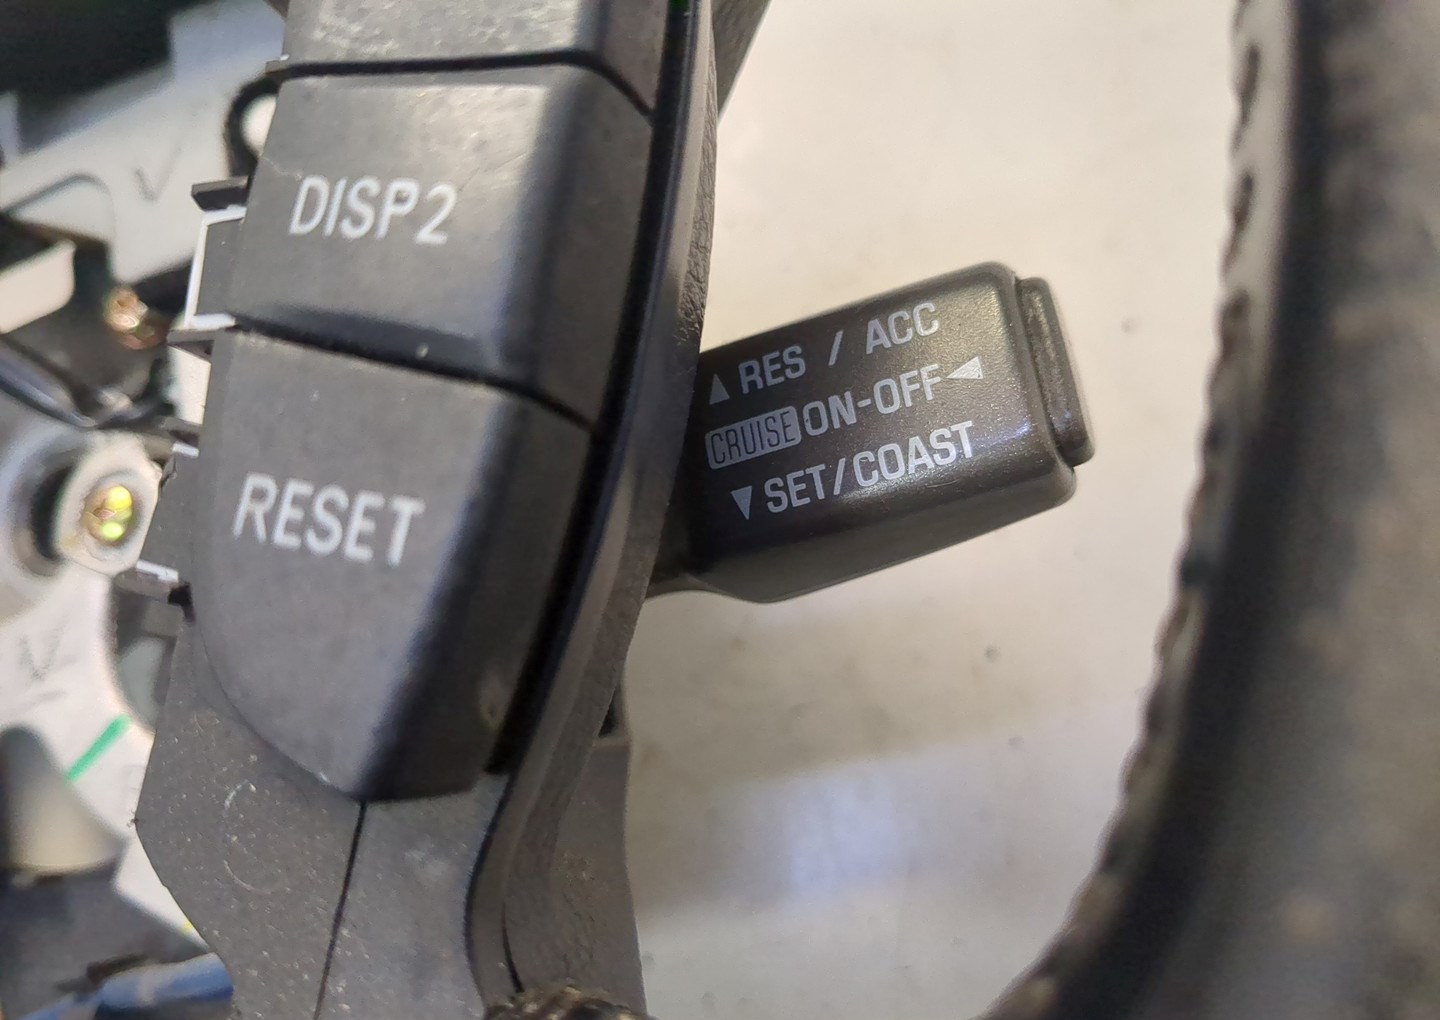 DISP2
RESET
▲RES / ACC
CRUISE ON-OFF◀
▼SET/COAST